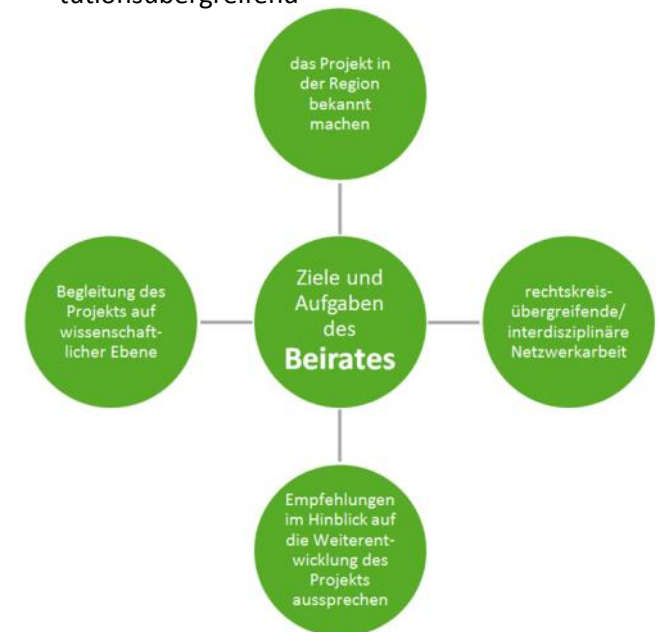 tutionsübergreifend
das Projekt in
der Region
bekannt
machen
Begleitung des
Projekts auf
wissenschaft-
licher Ebene
Ziele und
Aufgaben
des
Beirates
rechtskreis-
übergreifende/
interdisziplinäre
Netzwerkarbeit
Empfehlungen
im Hinblick auf
die Weiterent-
wicklung des
Projekts
aussprechen